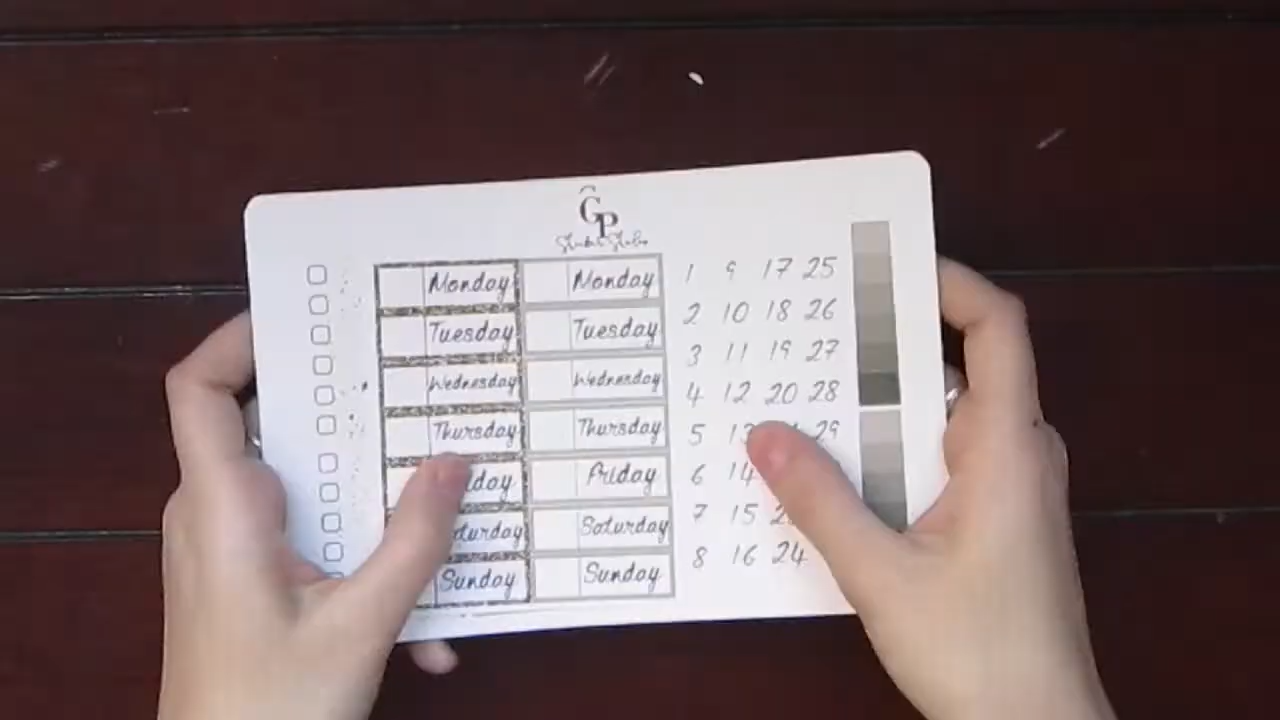 GP
Monday Monday 1 9 17 25
Tuesday Tuesday 2 10 18 26
Wednesday Wednesday 3 11 19 27
Thursday Thursday 4 12 20 28
Friday 5 29
Saturday 6 14
Sunday Sunday 7 15
8 16 24